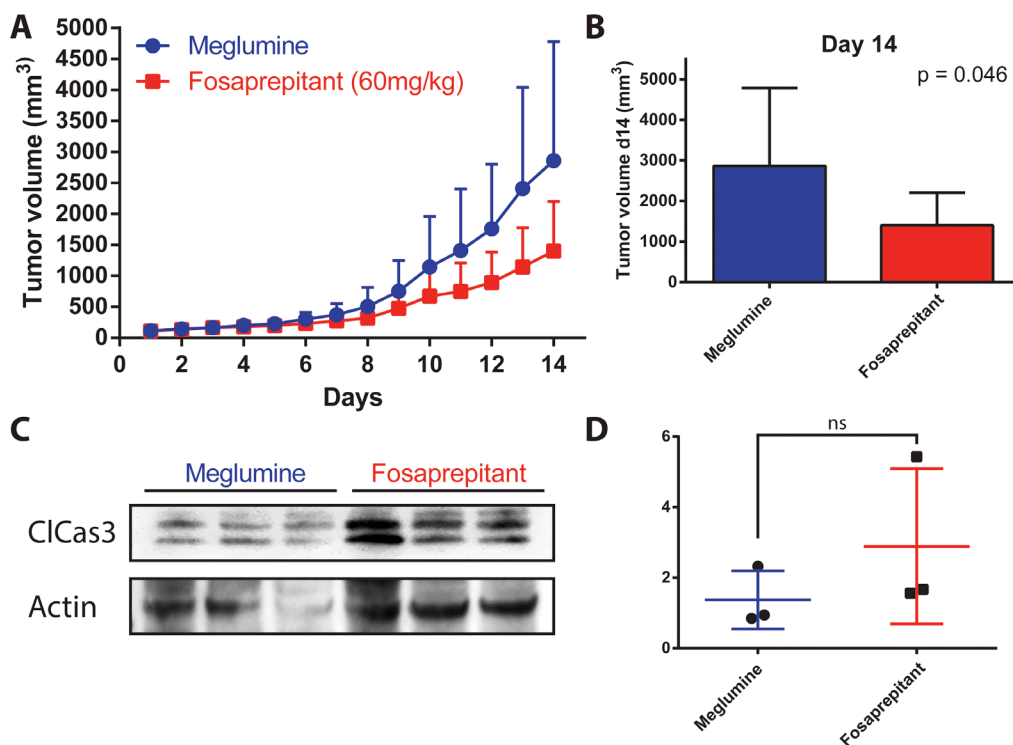 A
Meglumine
Fosaprepitant (60mg/kg)
Tumor volume (mm³)
5000
4500
4000
3500
3000
2500
2000
1500
1000
500
0
0 2 4 6 8 10 12 14
Days
B
Day 14
p = 0.046
Tumor volume d14 (mm³)
5000
4000
3000
2000
1000
0
Meglumine
Fosaprepitant
C
Meglumine Fosaprepitant
ClCas3
Actin
D
ns
6
4
2
0
Meglumine
Fosaprepitant